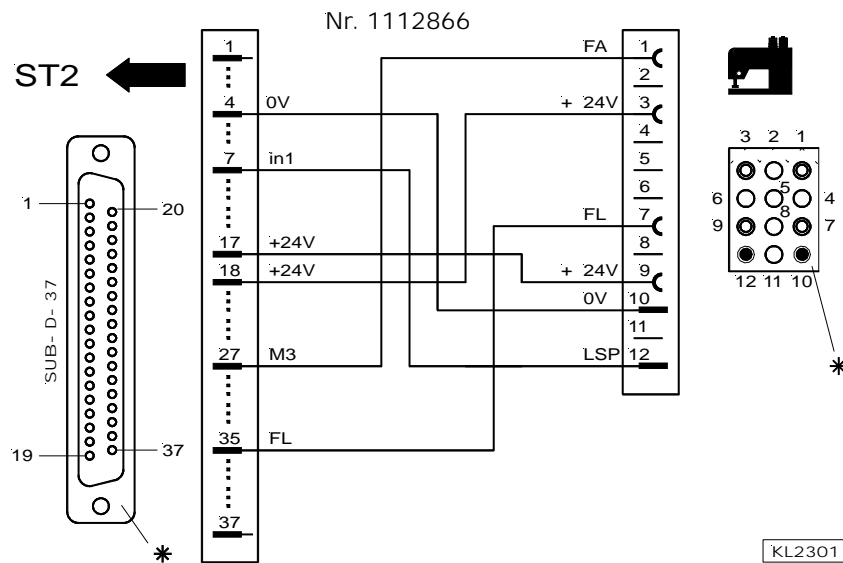 Nr. 1112866
ST2
1
4 0V
7 in1
17 +24V
18 +24V
27 M3
35 FL
37
FA 1
2
+ 24V 3
4
5
6
FL 7
8
+ 24V 9
0V 10
11
LSP 12
1 20
SUB- D- 37
19 37
3 2 1
6 5 4
9 8 7
12 11 10
KL2301